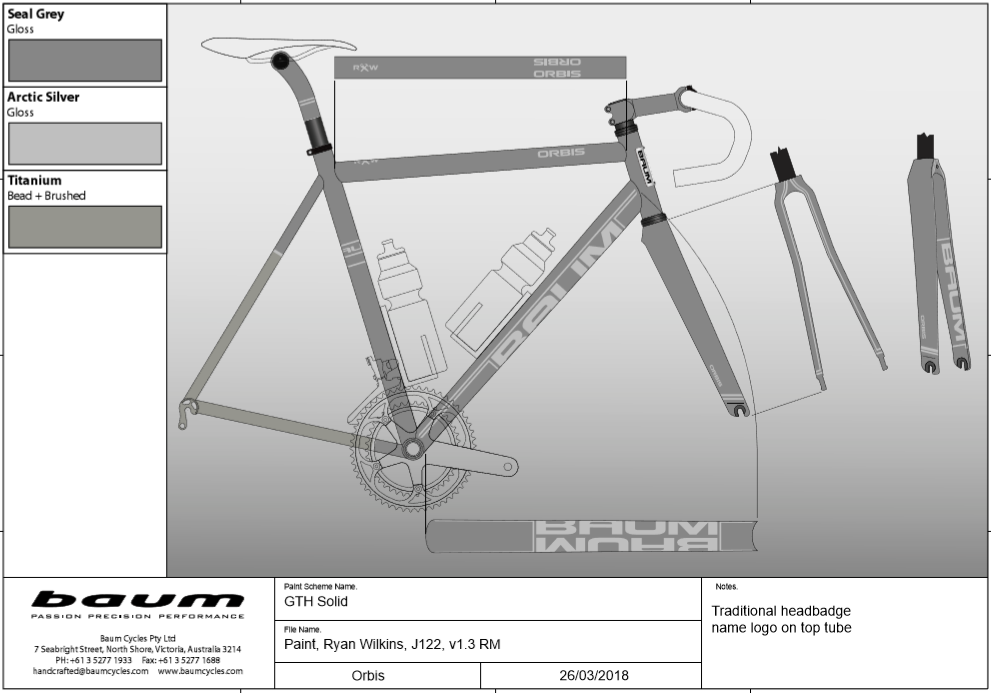 Seal Grey
Gloss
Arctic Silver
Gloss
Titanium
Bead + Brushed
RXW
ORBIS
ORBIS
RXW
ORBIS
BAUM
BAUM
ORBIS
ORBIS
BAUM
BAUM
BAUM
baum
PASSION PRECISION PERFORMANCE
Baum Cycles Pty Ltd
7 Seabright Street, North Shore, Victoria, Australia 3214
PH: +61 3 5277 1933 Fax: +61 3 5277 1688
handcrafted@baumcycles.com www.baumcycles.com
Paint Scheme Name.
GTH Solid
File Name.
Paint, Ryan Wilkins, J122, v1.3 RM
Orbis
26/03/2018
Notes.
Traditional headbadge
name logo on top tube